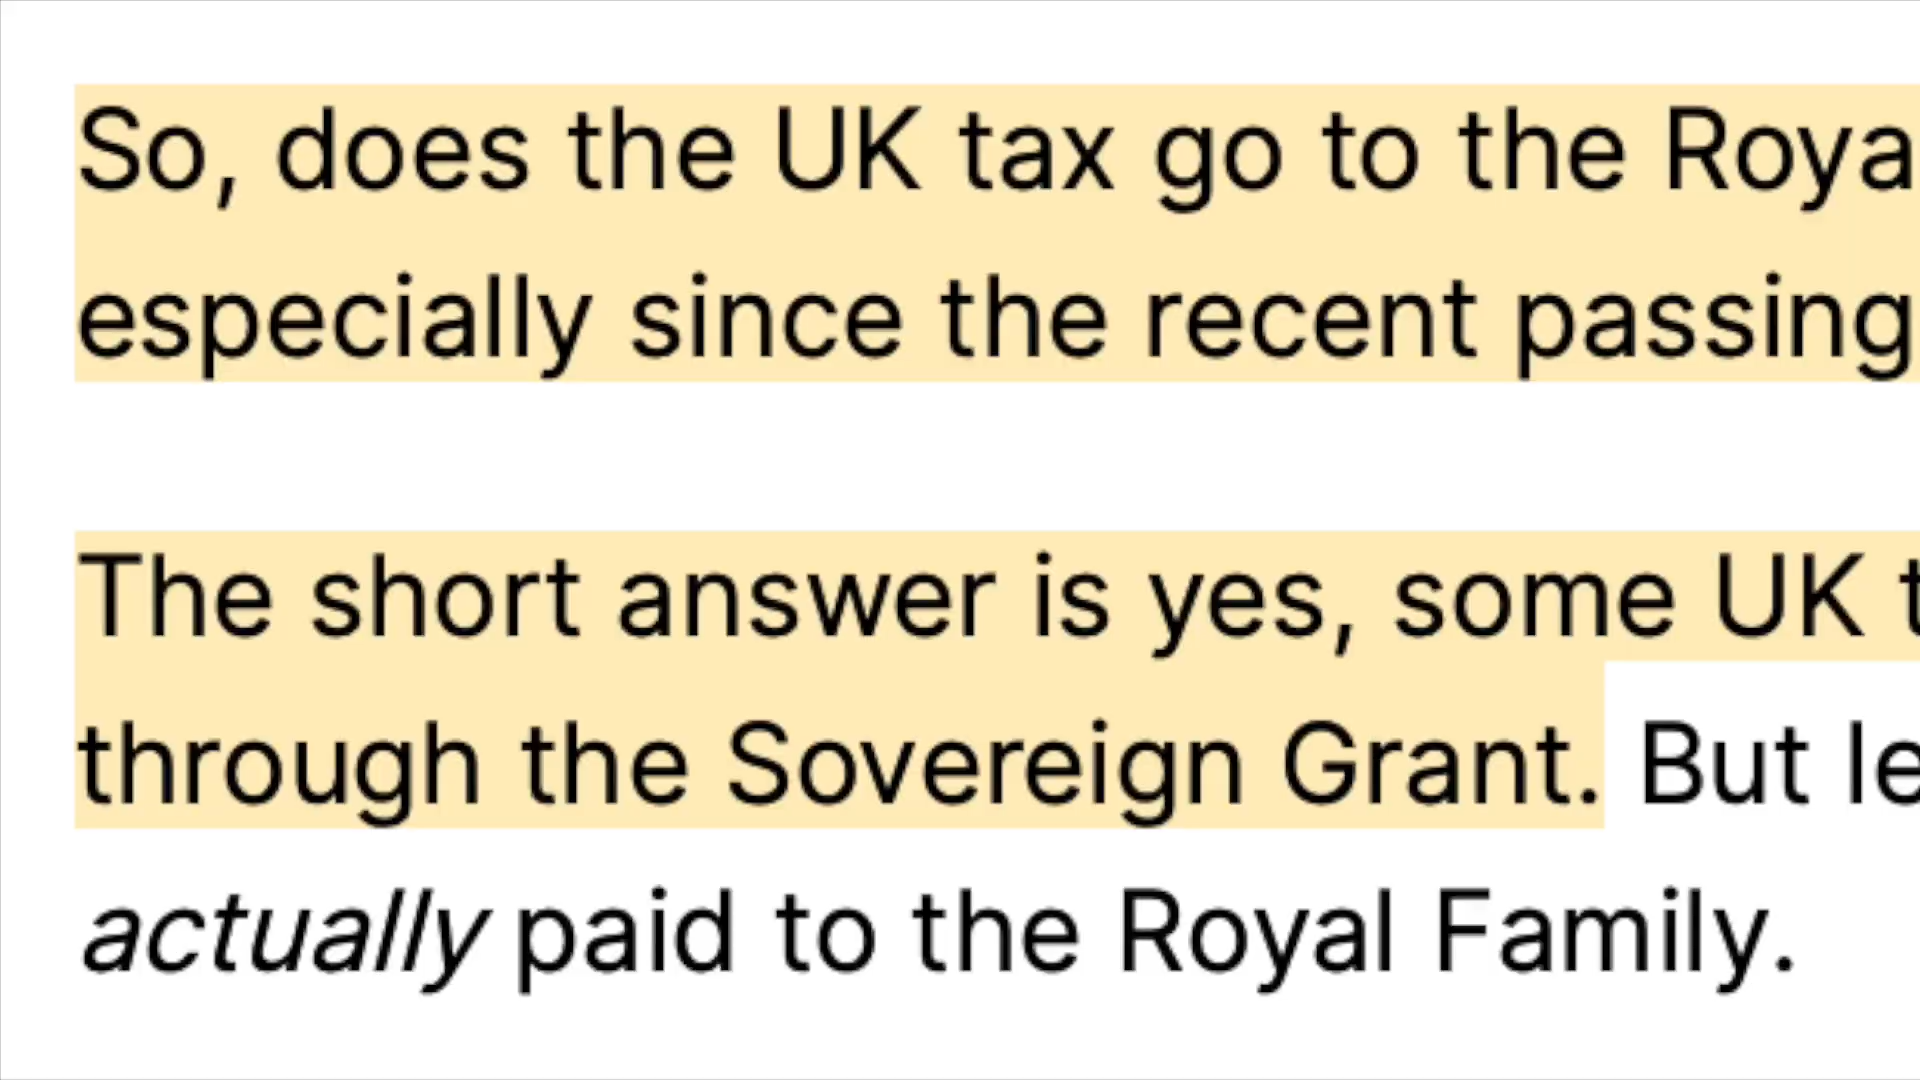 So, does the UK tax go to the Roya
especially since the recent passing
The short answer is yes, some UK t
through the Sovereign Grant. But le
actually paid to the Royal Family.